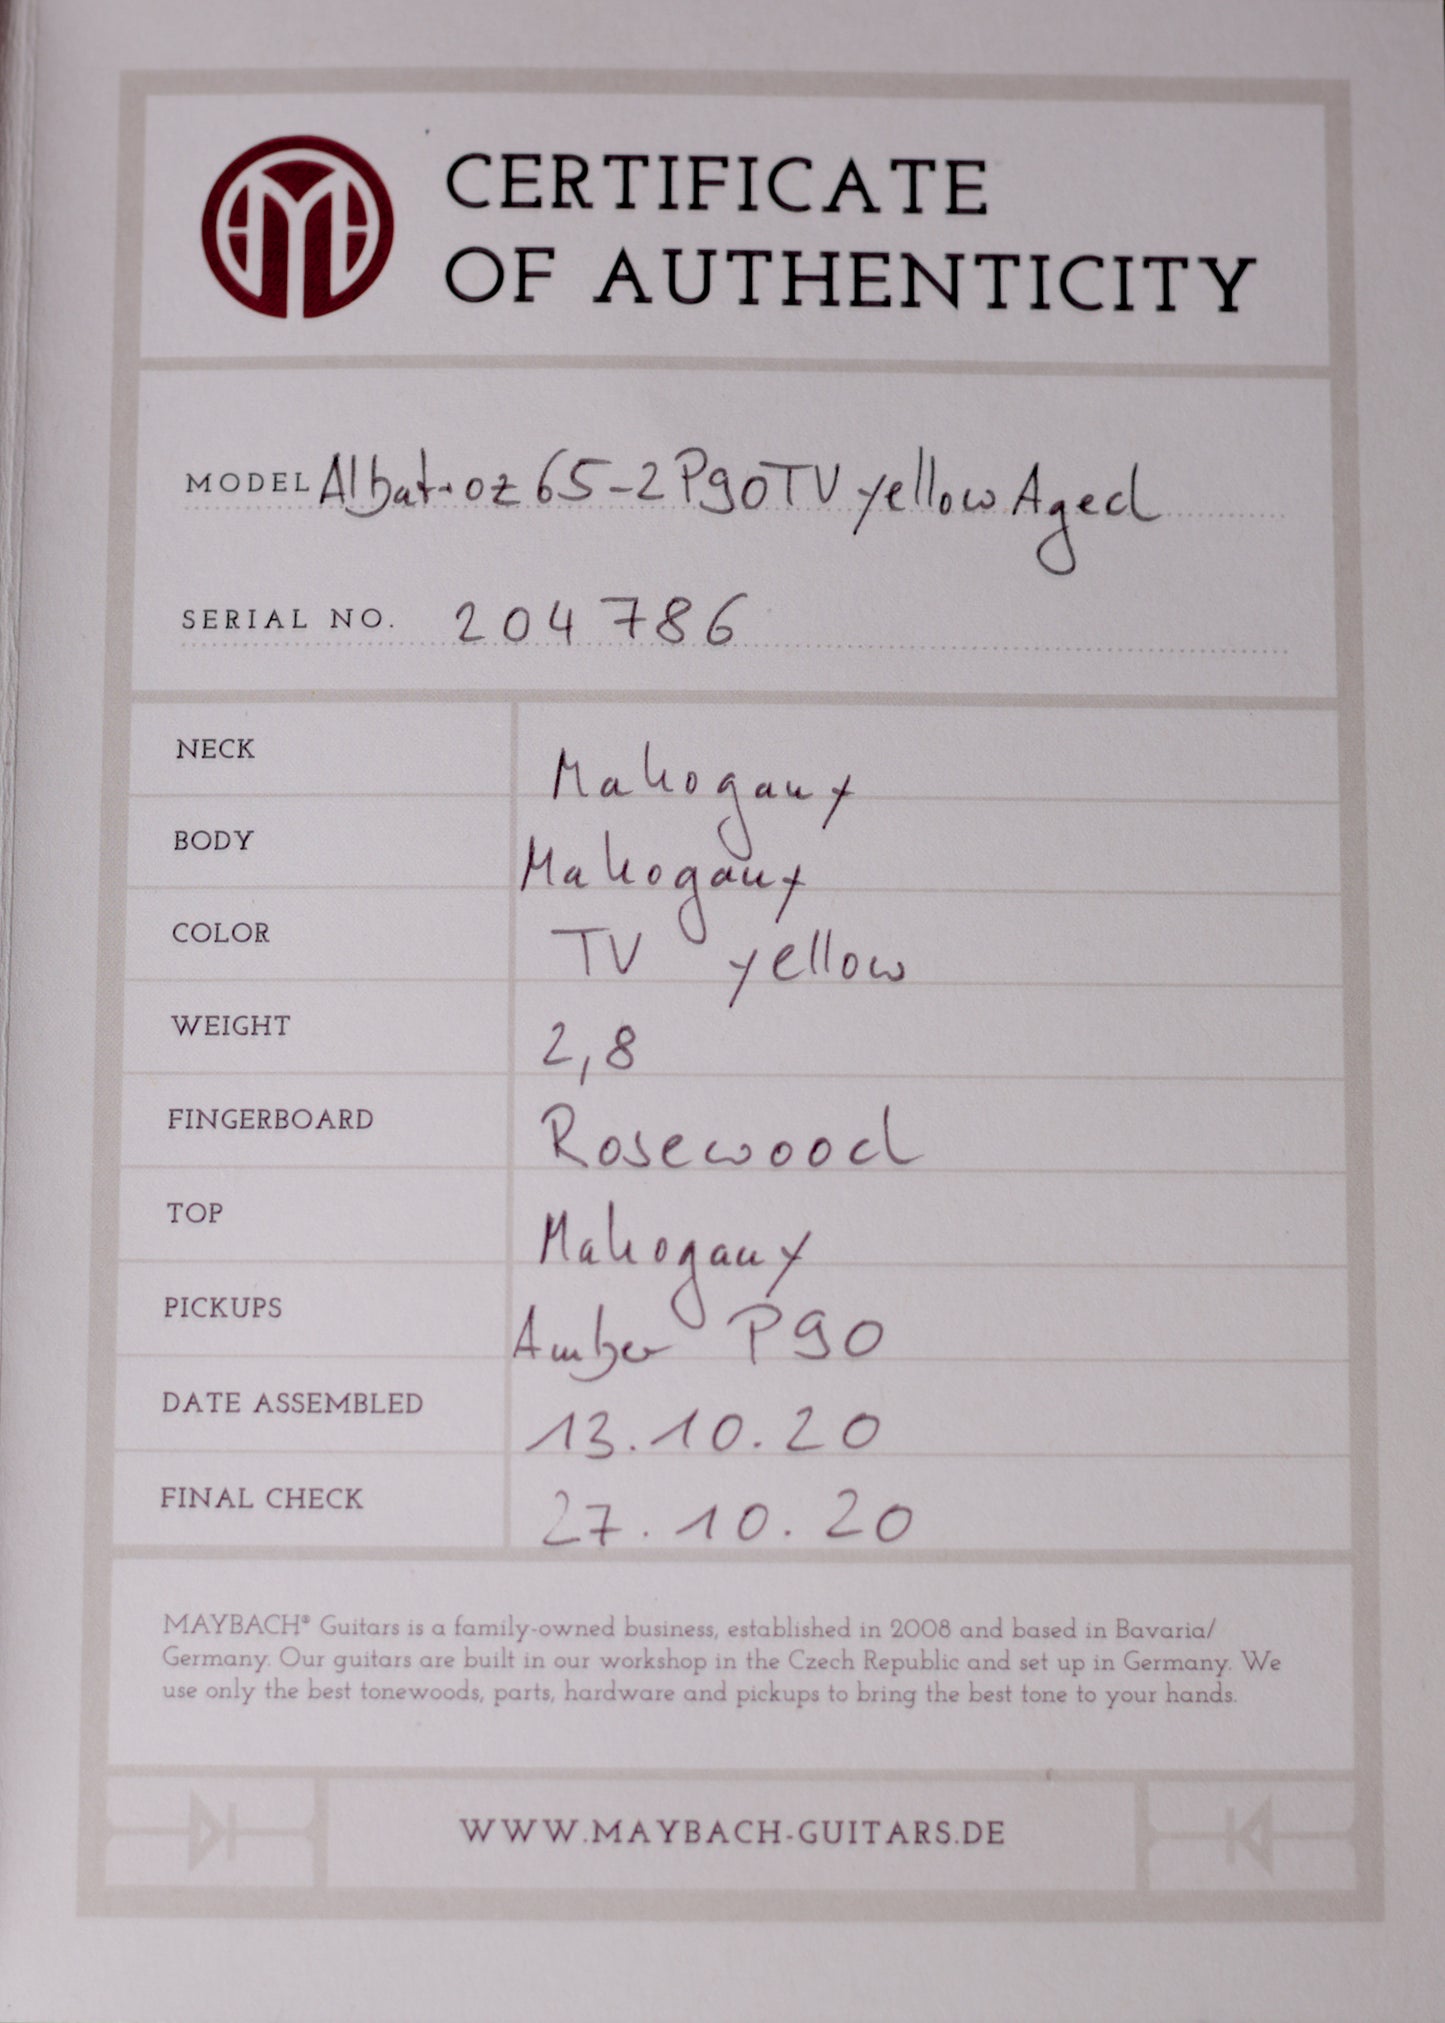 CERTIFICATE
OF AUTHENTICITY
MODEL Albatroz 65-2 P90 TV yellow Aged
SERIAL NO. 204786
NECK Mahogany
BODY Mahogany
COLOR TV yellow
WEIGHT 2,8
FINGERBOARD Rosewood
TOP Mahogany
PICKUPS Amber P90
DATE ASSEMBLED 13.10.20
FINAL CHECK 27.10.20
MAYBACH® Guitars is a family-owned business, established in 2008 and based in Bavaria/
Germany. Our guitars are built in our workshop in the Czech Republic and set up in Germany. We
use only the best tonewoods, parts, hardware and pickups to bring the best tone to your hands.
WWW.MAYBACH-GUITARS.DE